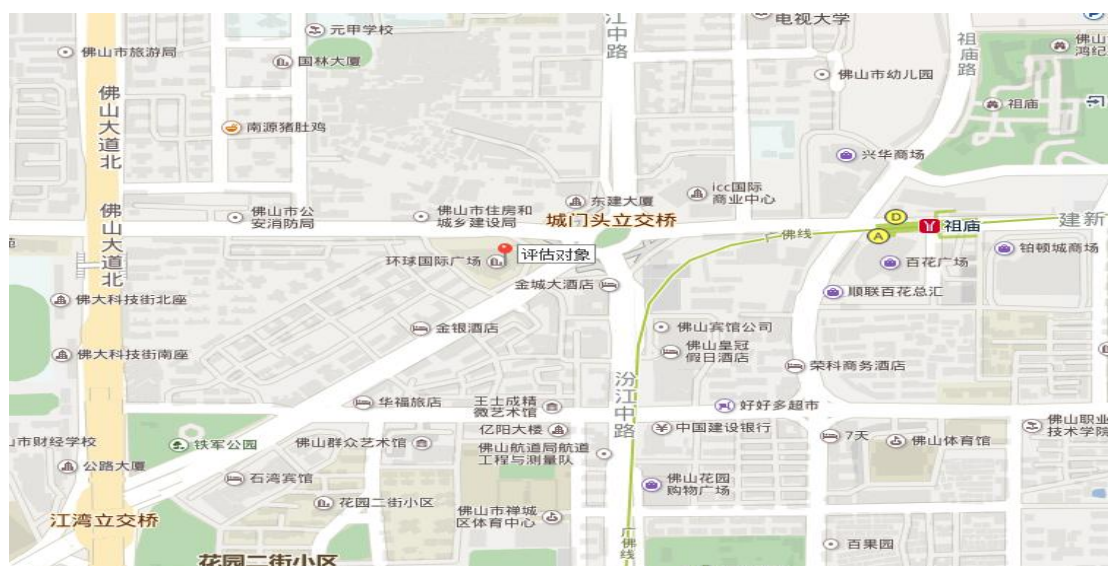 电视大学
元甲学校
佛山市旅游局
国林大厦
汾江中路
祖庙路
佛山鸿纪
佛山市幼儿园
祖庙
佛山大道北
南源猪肚鸡
兴华商场
icc国际
商业中心
东建大厦
佛山市公
安消防局
佛山市住房和
城乡建设局
城门头立交桥
D
A
祖庙
建新
广佛线
佛山大道北
环球国际广场
评估对象
百花广场
铂顿城商场
金城大酒店
顺联百花总汇
佛大科技街北座
金银酒店
佛山宾馆公司
佛山皇冠
假日酒店
佛大科技街南座
荣科商务酒店
汾江中路
华福旅店
王士成精
微艺术馆
好好多超市
亿阳大楼
中国建设银行
7天
佛山体育馆
佛山职业
技术学院
山市财经学校
铁军公园
佛山群众艺术馆
佛山航道局航道
工程与测量队
公路大厦
石湾宾馆
佛山花园
购物广场
花园二街小区
佛山市禅城
区体育中心
江湾立交桥
广佛线
百果园
花园二街小区